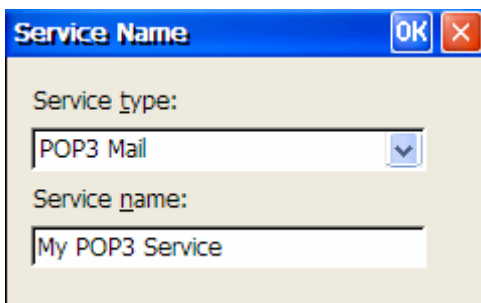 Service Name OK
Service type:
POP3 Mail
Service name:
My POP3 Service